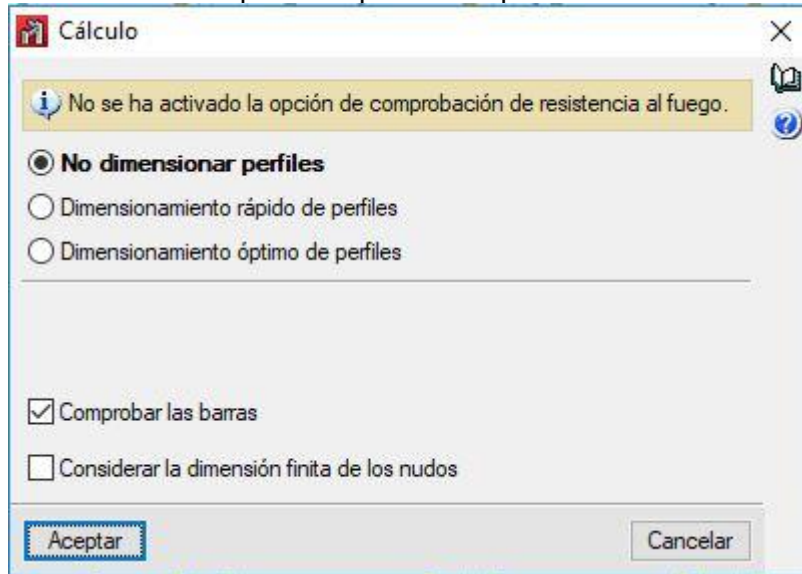 Cálculo
No se ha activado la opción de comprobación de resistencia al fuego.
No dimensionar perfiles
Dimensionamiento rápido de perfiles
Dimensionamiento óptimo de perfiles
Comprobar las barras
Considerar la dimensión finita de los nudos
Aceptar
Cancelar